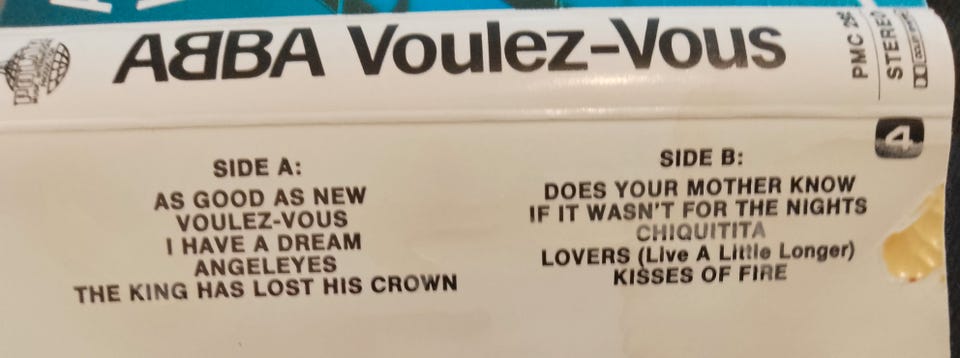 ABBA Voulez-Vous
PMC
STEREO
4
SIDE A:
AS GOOD AS NEW
VOULEZ-VOUS
I HAVE A DREAM
ANGELEYES
THE KING HAS LOST HIS CROWN
SIDE B:
DOES YOUR MOTHER KNOW
IF IT WASN'T FOR THE NIGHTS
CHIQUITITA
LOVERS (Live A Little Longer)
KISSES OF FIRE